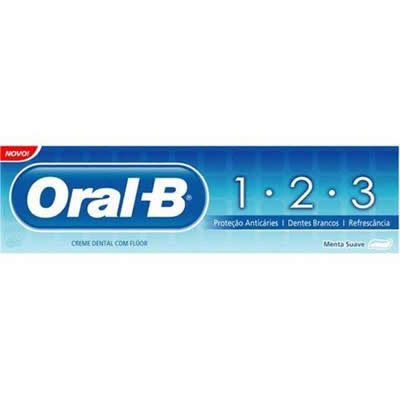 NOVO!
Oral-B®
1 • 2 • 3
Proteção Anticáries | Dentes Brancos | Refrescância
CREME DENTAL COM FLÚOR
Menta Suave